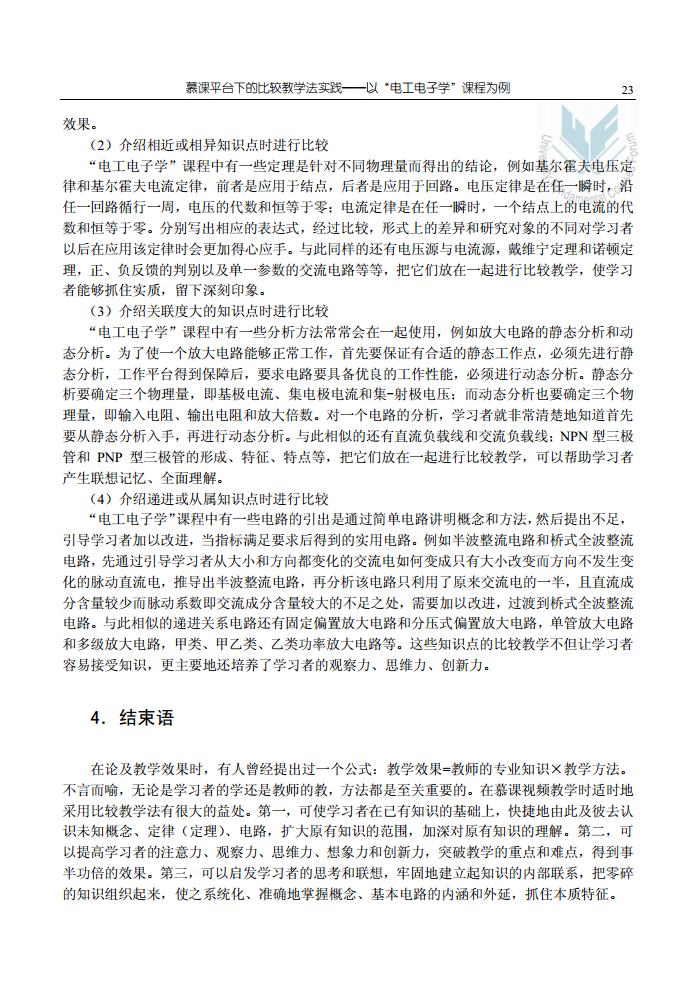 慕课平台下的比较教学法实践——以“电工电子学”课程为例 23
效果。
（2）介绍相近或相异知识点时进行比较
“电工电子学”课程中有一些定理是针对不同物理量而得出的结论，例如基尔霍夫电压定
律和基尔霍夫电流定律，前者是应用于结点，后者是应用于回路。电压定律是在任一瞬时，沿
任一回路循行一周，电压的代数和恒等于零；电流定律是在任一瞬时，一个结点上的电流的代
数和恒等于零。分别写出相应的表达式，经过比较，形式上的差异和研究对象的不同对学习者
以后在应用该定律时会更加得心应手。与此同样的还有电压源与电流源，戴维宁定理和诺顿定
理，正、负反馈的判别以及单一参数的交流电路等等，把它们放在一起进行比较教学，使学习
者能够抓住实质，留下深刻印象。
（3）介绍关联度大的知识点时进行比较
“电工电子学”课程中有一些分析方法常常会在一起使用，例如放大电路的静态分析和动
态分析。为了使一个放大电路能够正常工作，首先要保证有合适的静态工作点，必须先进行静
态分析，工作平台得到保障后，要求电路要具备优良的工作性能，必须进行动态分析。静态分
析要确定三个物理量，即基极电流、集电极电流和集-射极电压；而动态分析也要确定三个物
理量，即输入电阻、输出电阻和放大倍数。对一个电路的分析，学习者就非常清楚地知道首先
要从静态分析入手，再进行动态分析。与此相似的还有直流负载线和交流负载线；NPN 型三极
管和 PNP 型三极管的形成、特征、特点等，把它们放在一起进行比较教学，可以帮助学习者
产生联想记忆、全面理解。
（4）介绍递进或从属知识点时进行比较
“电工电子学”课程中有一些电路的引出是通过简单电路讲明概念和方法，然后提出不足，
引导学习者加以改进，当指标满足要求后得到的实用电路。例如半波整流电路和桥式全波整流
电路，先通过引导学习者从大小和方向都变化的交流电如何变成只有大小改变而方向不发生变
化的脉动直流电，推导出半波整流电路，再分析该电路只利用了原来交流电的一半，且直流成
分含量较少而脉动系数即交流成分含量较大的不足之处，需要加以改进，过渡到桥式全波整流
电路。与此相似的递进关系电路还有固定偏置放大电路和分压式偏置放大电路，单管放大电路
和多级放大电路，甲类、甲乙类、乙类功率放大电路等。这些知识点的比较教学不但让学习者
容易接受知识，更主要地还培养了学习者的观察力、思维力、创新力。
4．结束语
在论及教学效果时，有人曾经提出过一个公式：教学效果=教师的专业知识×教学方法。
不言而喻，无论是学习者的学还是教师的教，方法都是至关重要的。在慕课视频教学时适时地
采用比较教学法有很大的益处。第一，可使学习者在已有知识的基础上，快捷地由此及彼去认
识未知概念、定律（定理）、电路，扩大原有知识的范围，加深对原有知识的理解。第二，可
以提高学习者的注意力、观察力、思维力、想象力和创新力，突破教学的重点和难点，得到事
半功倍的效果。第三，可以启发学习者的思考和联想，牢固地建立起知识的内部联系，把零碎
的知识组织起来，使之系统化、准确地掌握概念、基本电路的内涵和外延，抓住本质特征。